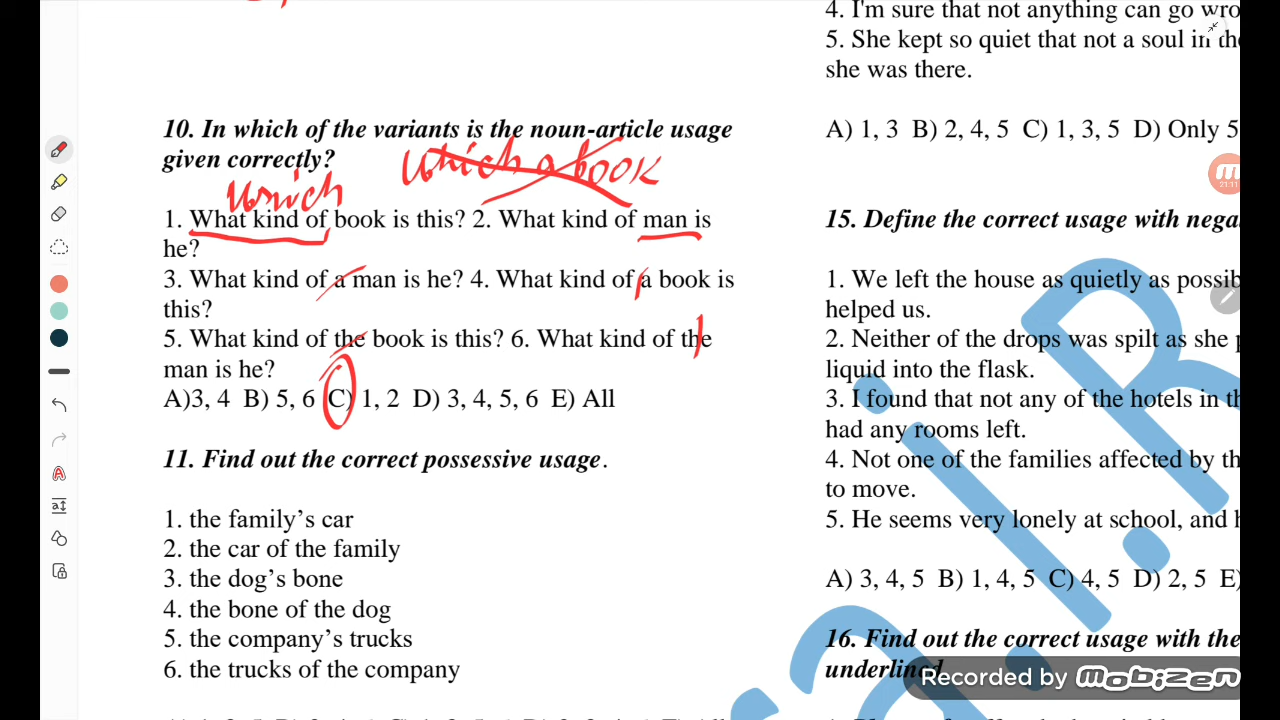 10. In which of the variants is the noun-article usage
given correctly?
which a book
which
1. What kind of book is this? 2. What kind of man is
he?
3. What kind of a man is he? 4. What kind of a book is
this?
5. What kind of the book is this? 6. What kind of the
man is he?
A)3, 4 B) 5, 6 C) 1, 2 D) 3, 4, 5, 6 E) All
11. Find out the correct possessive usage.
1. the family's car
2. the car of the family
3. the dog's bone
4. the bone of the dog
5. the company's trucks
6. the trucks of the company
4. I'm sure that not anything can go wro
5. She kept so quiet that not a soul in the
she was there.
A) 1, 3 B) 2, 4, 5 C) 1, 3, 5 D) Only 5
21:11
15. Define the correct usage with nega
1. We left the house as quietly as possib
helped us.
2. Neither of the drops was spilt as she p
liquid into the flask.
3. I found that not any of the hotels in th
had any rooms left.
4. Not one of the families affected by th
to move.
5. He seems very lonely at school, and h
A) 3, 4, 5 B) 1, 4, 5 C) 4, 5 D) 2, 5 E)
16. Find out the correct usage with the
underlined
Recorded by mobizen